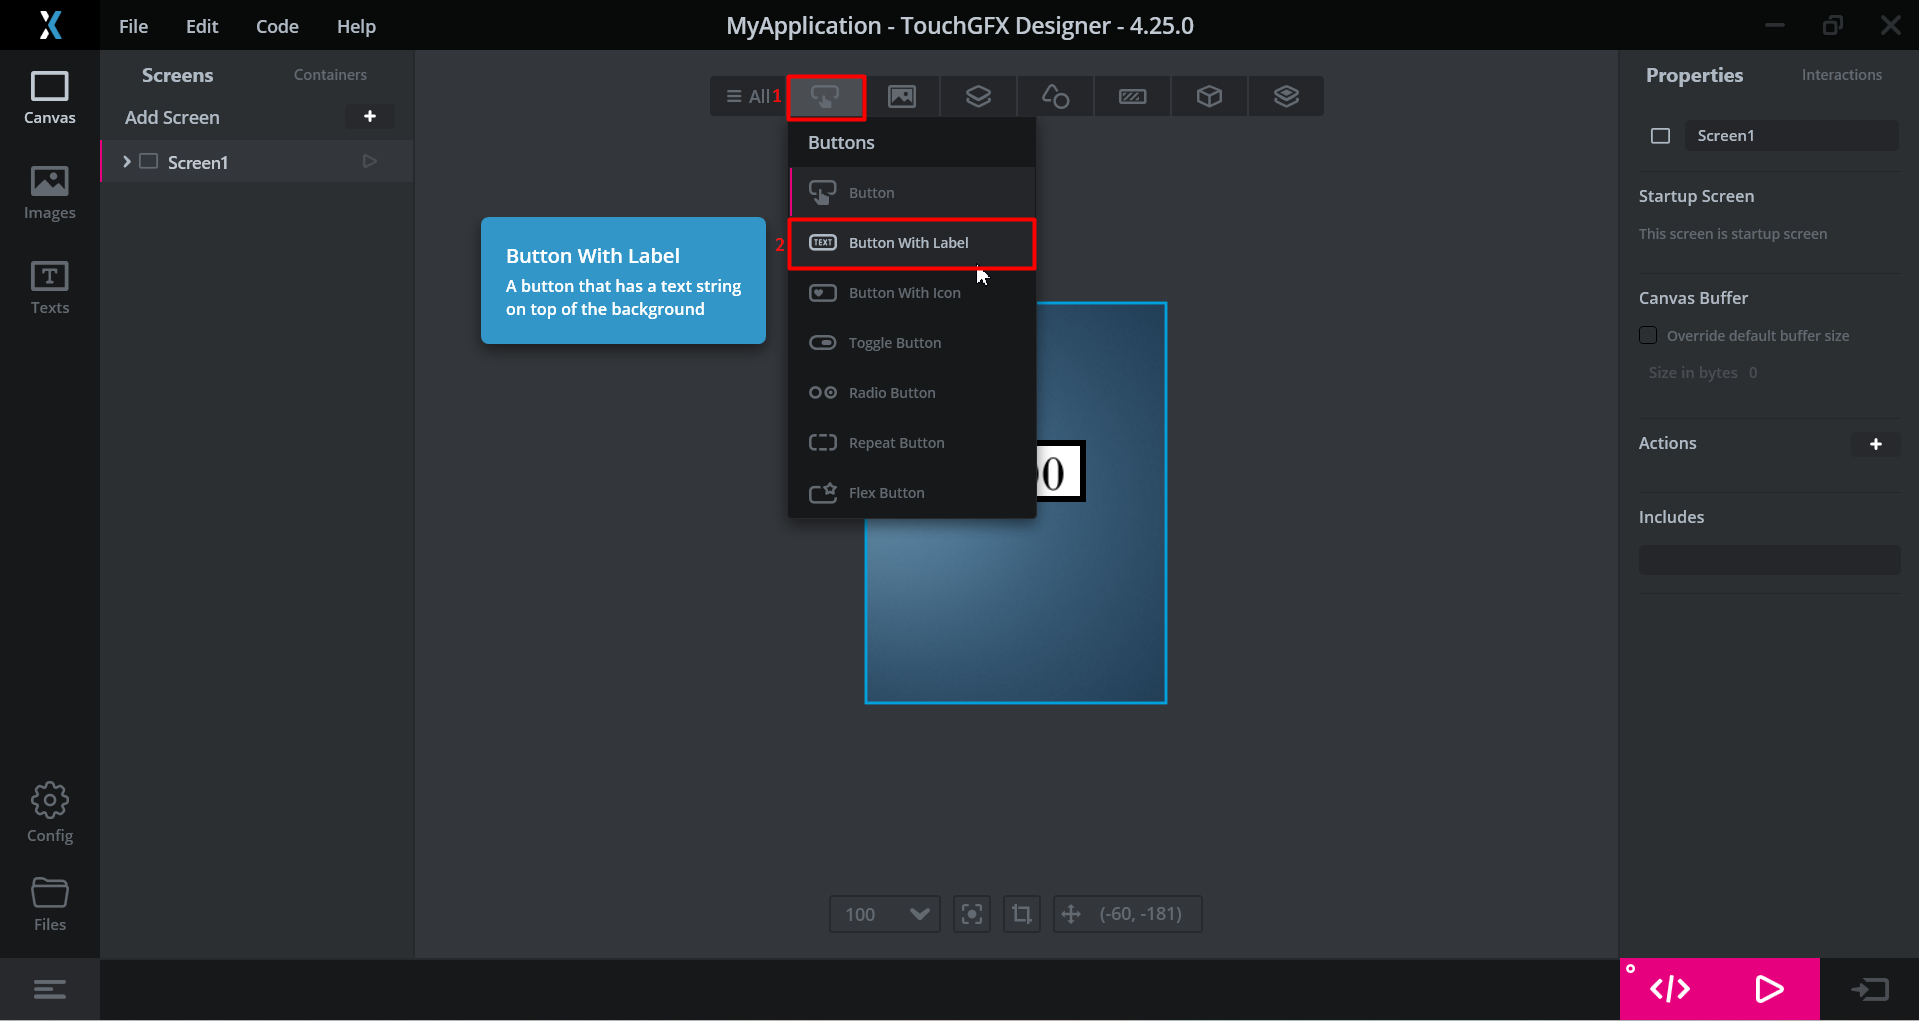 File Edit Code Help
MyApplication - TouchGFX Designer - 4.25.0
Canvas
Images
Texts
Config
Files
Screens Containers
Add Screen +
Screen1
All 1
Buttons
Button
2 Button With Label
Button With Icon
Toggle Button
Radio Button
Repeat Button
Flex Button
Button With Label
A button that has a text string
on top of the background
0
100
(-60, -181)
Properties Interactions
Screen1
Startup Screen
This screen is startup screen
Canvas Buffer
Override default buffer size
Size in bytes 0
Actions +
Includes